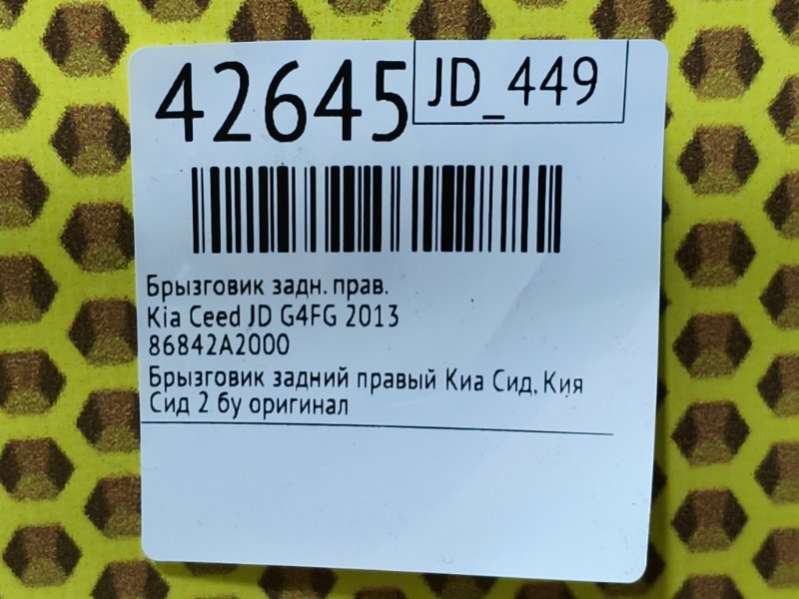 42645
JD_449
Брызговик задн. прав.
Kia Ceed JD G4FG 2013
86842A2000
Брызговик задний правый Киа Сид, Кия
Сид 2 бу оригинал